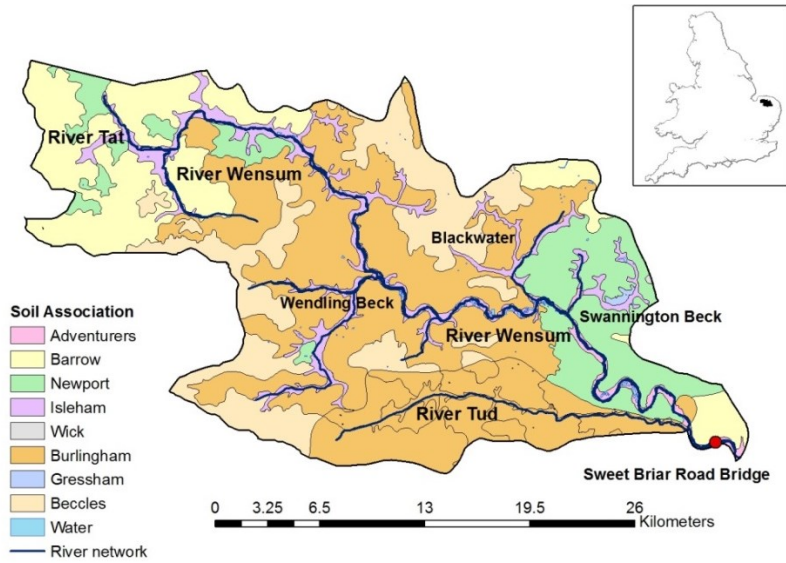 River Tat
River Wensum
Blackwater
Wendling Beck
Swannington Beck
River Wensum
River Tud
Sweet Briar Road Bridge
Soil Association
Adventurers
Barrow
Newport
Isleham
Wick
Burlingham
Gressham
Beccles
Water
River network
0 3.25 6.5 13 19.5 26
Kilometers